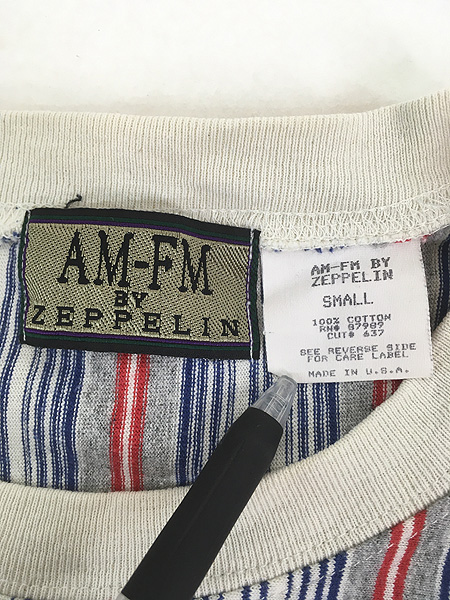 AM-FM
BY
ZEPPELIN
AM-FM BY
ZEPPELIN
SMALL
100% COTTON
RN# 87989
CUT# 637
SEE REVERSE SIDE
FOR CARE LABEL
MADE IN U.S.A.